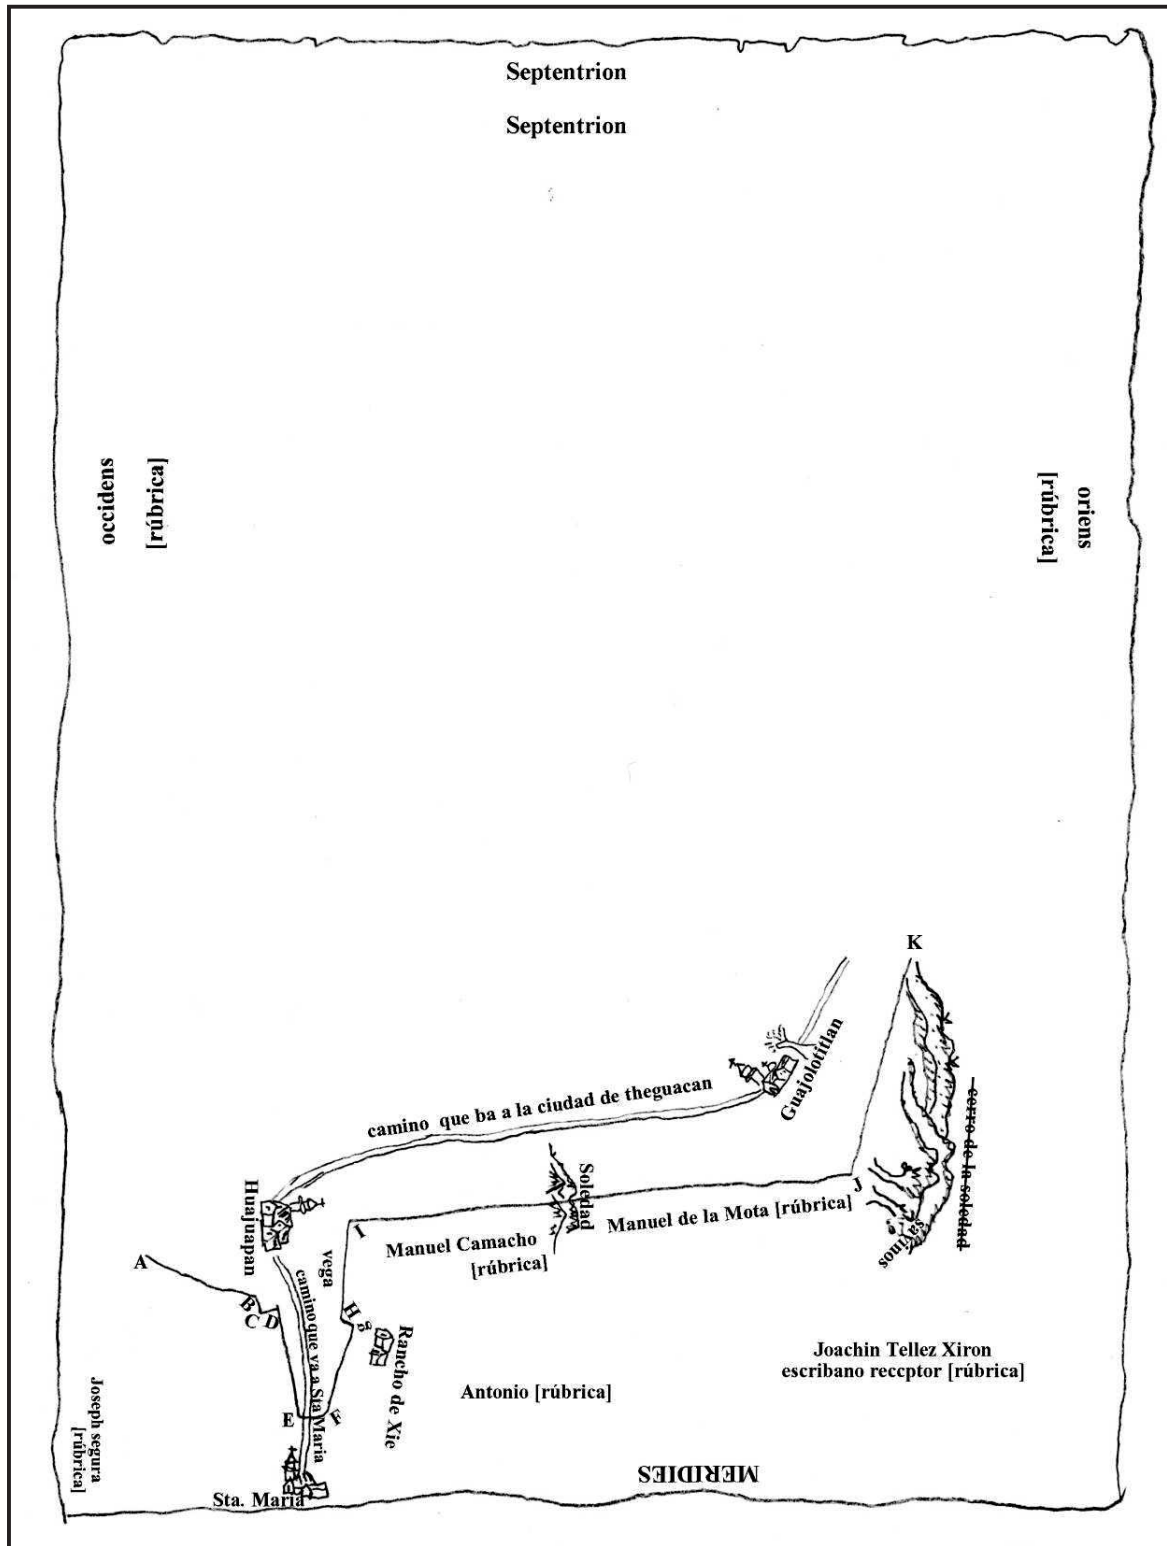 Septentrion
Septentrion
occidens
[rúbrica]
oriens
[rúbrica]
K
Guajolotitlan
camino que ba a la ciudad de theguacan
cerro de la soledad
savinos
J
Soledad
Manuel de la Mota [rúbrica]
Huajuapan
I
Manuel Camacho
[rúbrica]
vega
A
B
C
D
camino que va a Sta Maria
H
g
Rancho de Xie
E
F
Joachin Tellez Xiron
escribano reccptor [rúbrica]
Antonio [rúbrica]
Joseph segura
[rúbrica]
MERIDIES
Sta. Maria